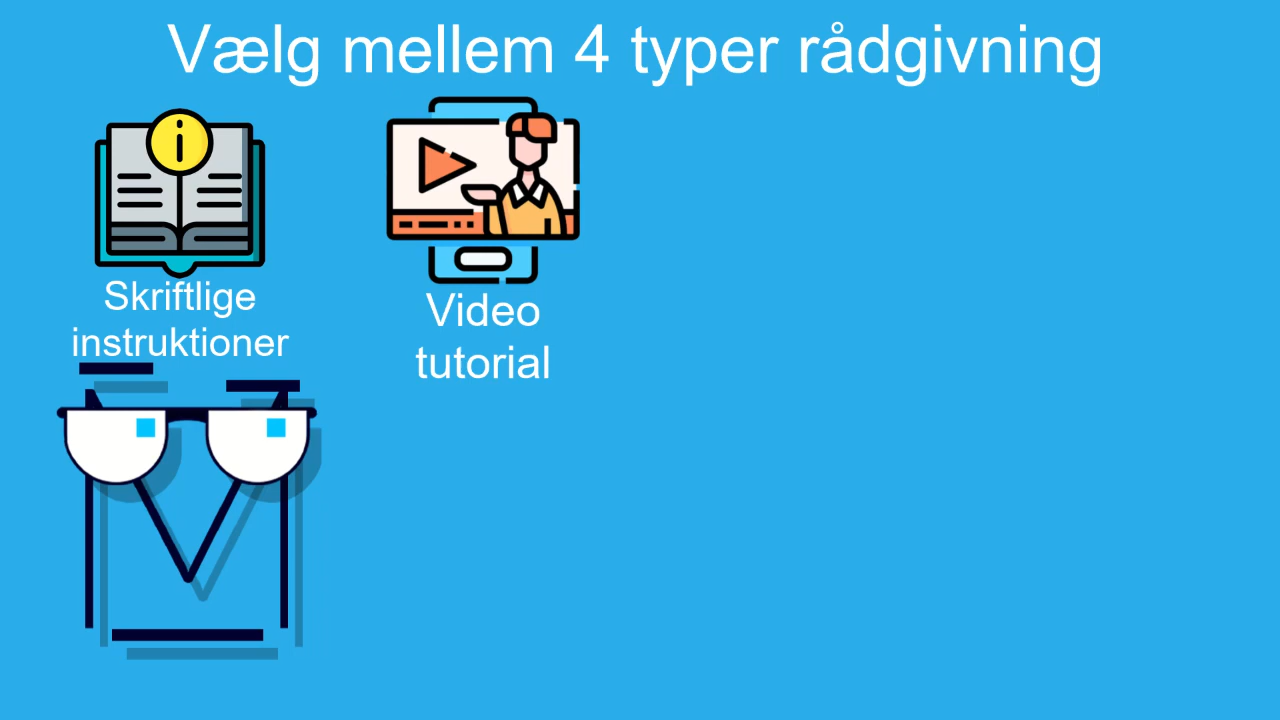 Vælg mellem 4 typer rådgivning
Skriftlige
instruktioner
Video
tutorial